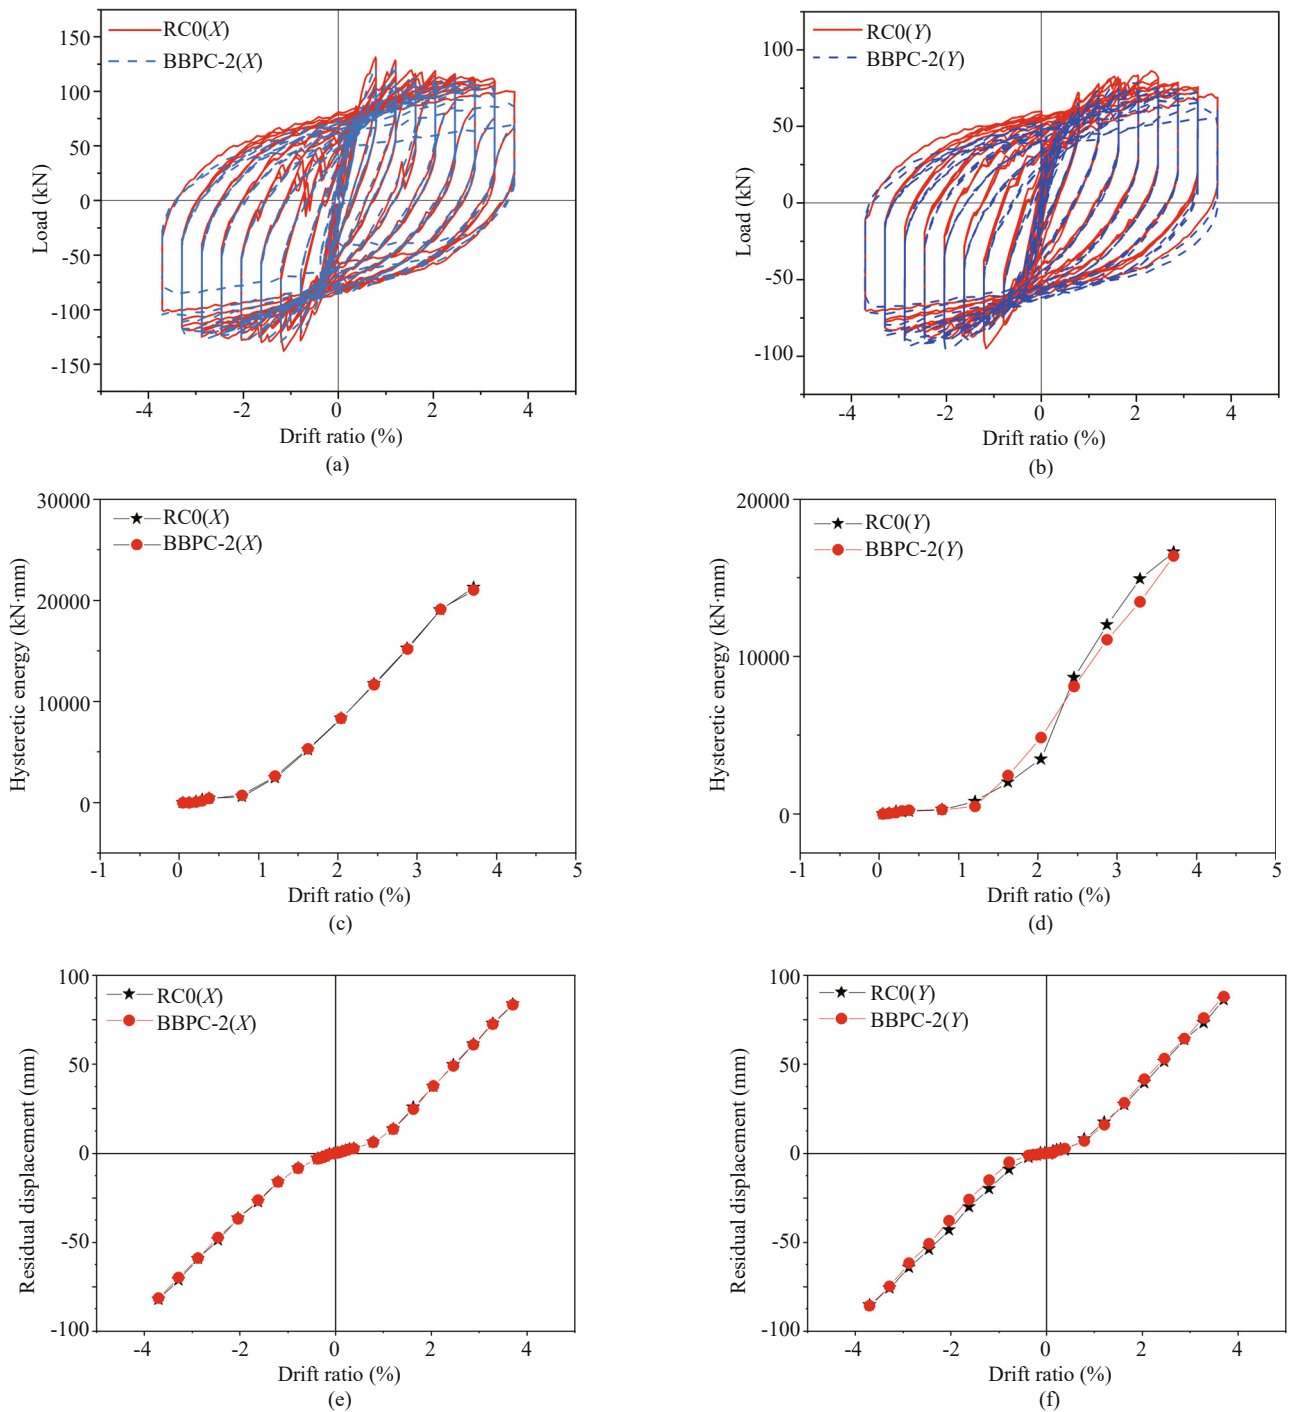 RC0(X)
BBPC-2(X)
150
100
50
0
-50
-100
-150
Load (kN)
-4 -2 0 2 4
Drift ratio (%)
(a)
RC0(Y)
BBPC-2(Y)
100
50
0
-50
-100
Load (kN)
-4 -2 0 2 4
Drift ratio (%)
(b)
RC0(X)
BBPC-2(X)
30000
20000
10000
0
Hysteretic energy (kN·mm)
-1 0 1 2 3 4 5
Drift ratio (%)
(c)
RC0(Y)
BBPC-2(Y)
20000
10000
0
Hysteretic energy (kN·mm)
-1 0 1 2 3 4 5
Drift ratio (%)
(d)
RC0(X)
BBPC-2(X)
100
50
0
-50
-100
Residual displacement (mm)
-4 -2 0 2 4
Drift ratio (%)
(e)
RC0(Y)
BBPC-2(Y)
100
50
0
-50
-100
Residual displacement (mm)
-4 -2 0 2 4
Drift ratio (%)
(f)